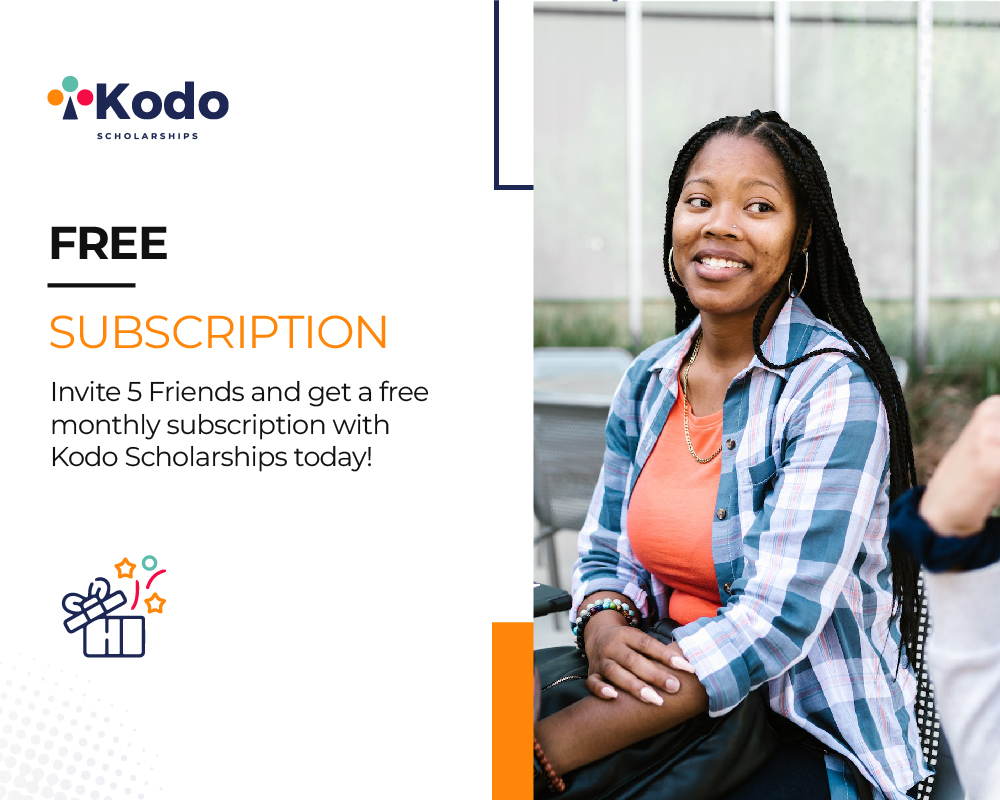 Kodo
SCHOLARSHIPS
FREE
SUBSCRIPTION
Invite 5 Friends and get a free
monthly subscription with
Kodo Scholarships today!